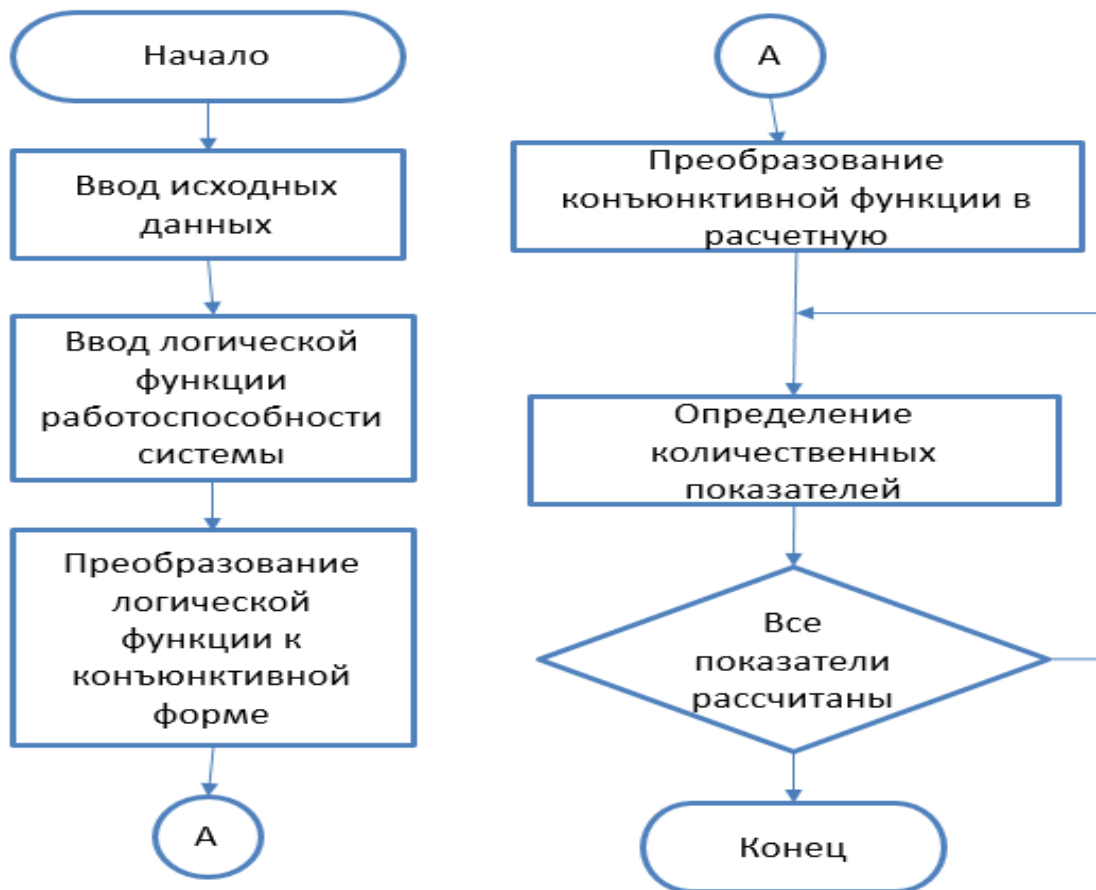 Начало
Ввод исходных
данных
Ввод логической
функции
работоспособности
системы
Преобразование
логической
функции к
конъюнктивной
форме
А
А
Преобразование
конъюнктивной функции в
расчетную
Определение
количественных
показателей
Все
показатели
рассчитаны
Конец